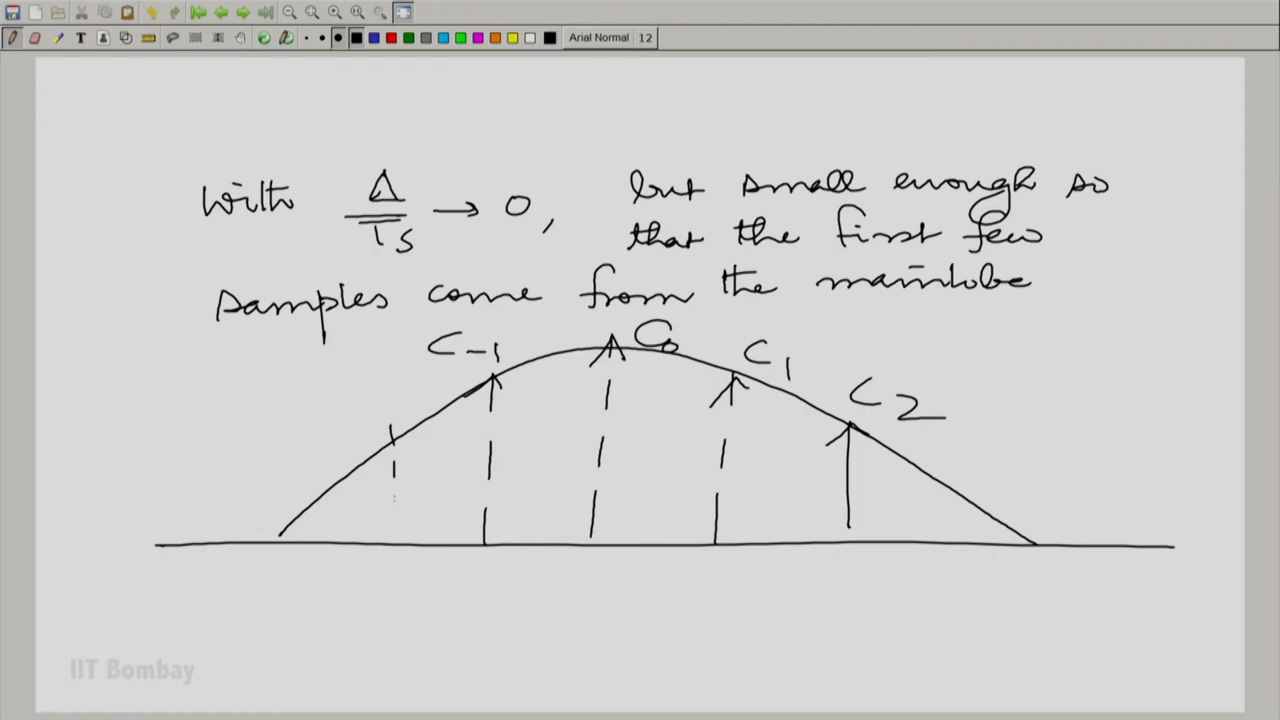 Arial Normal 12
with Δ/Ts → 0, but small enough so
that the first few
samples come from the mainlobe
C-1 C0 C1 C2
IIT Bombay